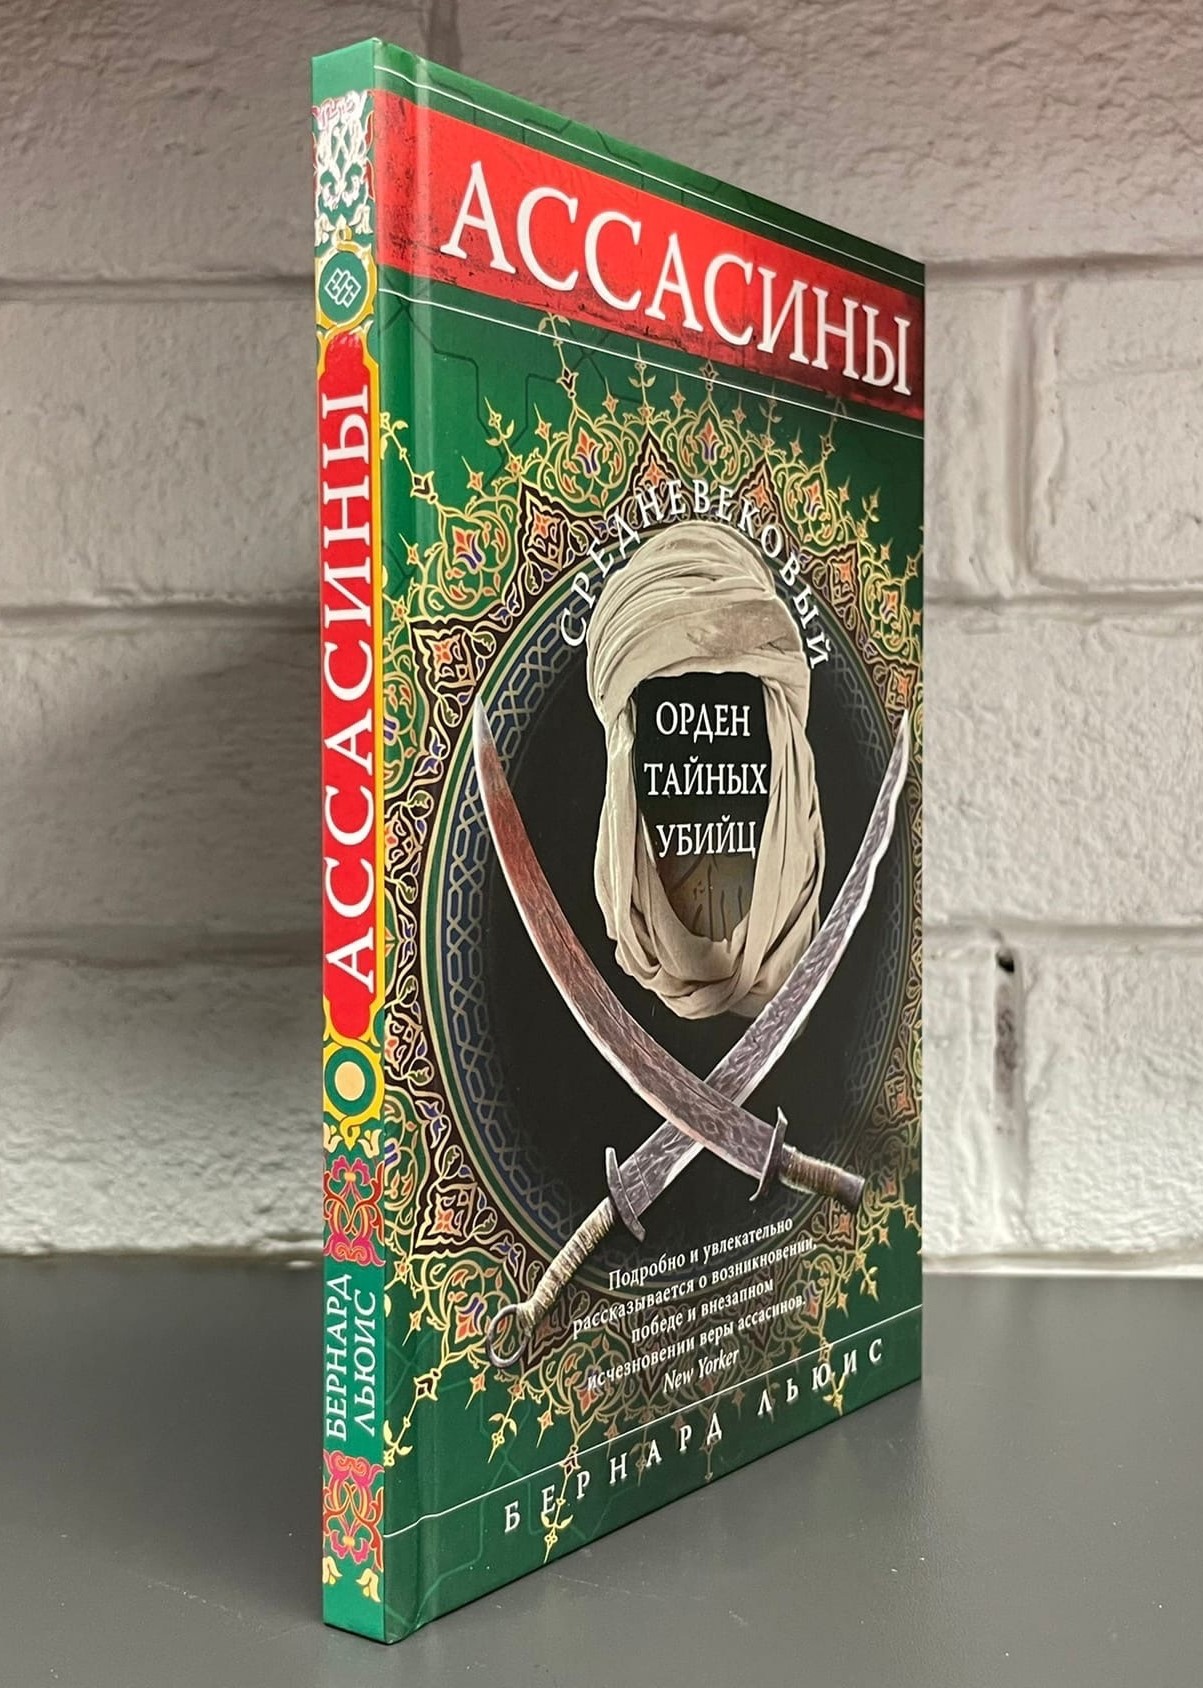 АССАСИНЫ
БЕРНАРД
ЛЬЮИС
АССАСИНЫ
СРЕДНЕВЕКОВЫЙ
ОРДЕН
ТАЙНЫХ
УБИЙЦ
Подробно и увлекательно
рассказывается о возникновении,
победе и внезапном
исчезновении веры ассасинов.
New Yorker
БЕРНАРД ЛЬЮИС